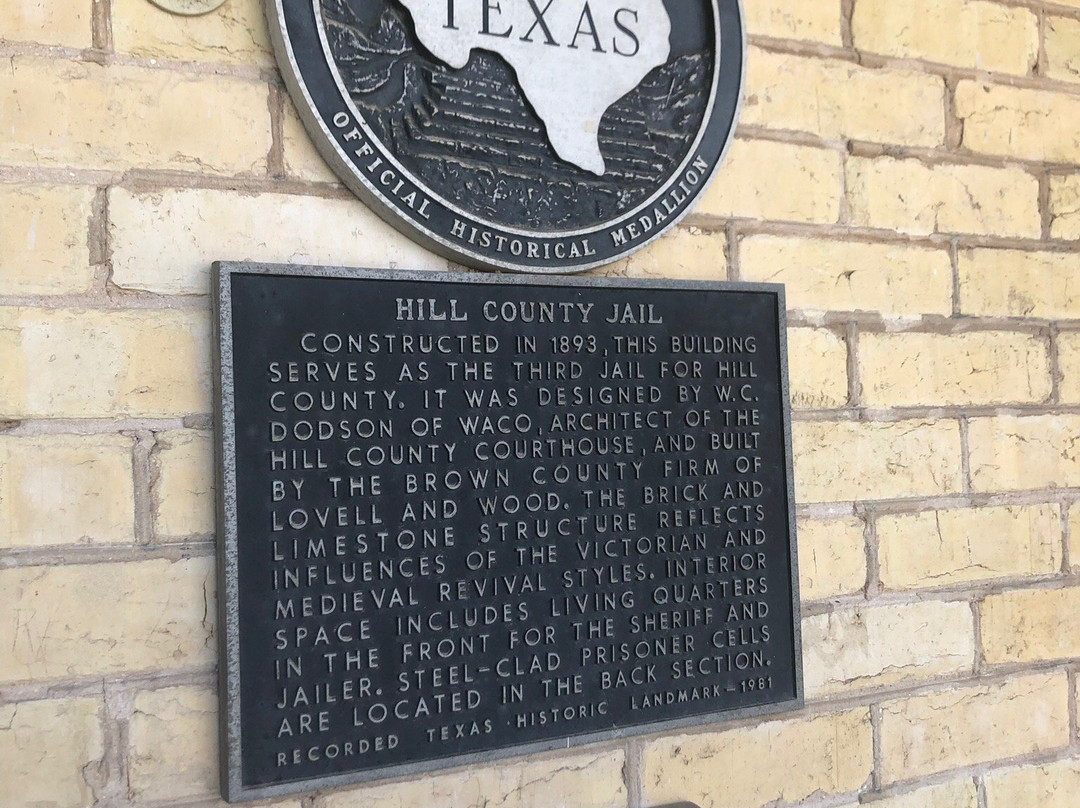 TEXAS
OFFICIAL HISTORICAL MEDALLION
HILL COUNTY JAIL
CONSTRUCTED IN 1893, THIS BUILDING
SERVES AS THE THIRD JAIL FOR HILL
COUNTY. IT WAS DESIGNED BY W.C.
DODSON OF WACO, ARCHITECT OF THE
HILL COUNTY COURTHOUSE, AND BUILT
BY THE BROWN COUNTY FIRM OF
LOVELL AND WOOD. THE BRICK AND
LIMESTONE STRUCTURE REFLECTS
INFLUENCES OF THE VICTORIAN AND
MEDIEVAL REVIVAL STYLES. INTERIOR
SPACE INCLUDES LIVING QUARTERS
IN THE FRONT FOR THE SHERIFF AND
JAILER. STEEL-CLAD PRISONER CELLS
ARE LOCATED IN THE BACK SECTION.
RECORDED TEXAS HISTORIC LANDMARK-1981